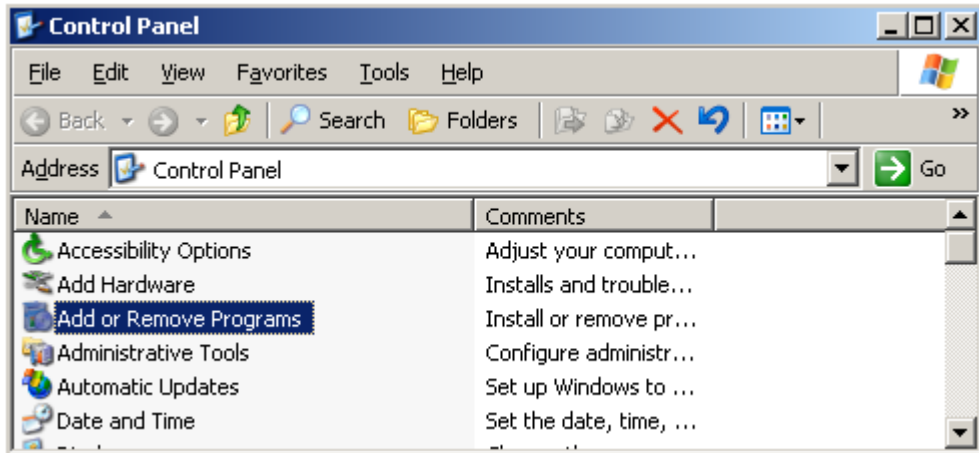 Control Panel
File Edit View Favorites Tools Help
Back Search Folders »
Address Control Panel Go
Name Comments
Accessibility Options Adjust your comput...
Add Hardware Installs and trouble...
Add or Remove Programs Install or remove pr...
Administrative Tools Configure administr...
Automatic Updates Set up Windows to ...
Date and Time Set the date, time, ...